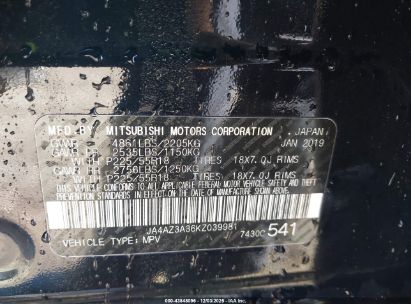 MFD. BY MITSUBISHI MOTORS CORPORATION , JAPAN
GVWR 4861LBS/2205KG JAN 2019
GAWR FR 2535LBS/1150KG
WITH P225/55R18 TIRES 18X7.0J RIMS
GAWR RR 2756LBS/1250KG
WITH P225/55R18 TIRES 18X7.0J RIMS
THIS VEHICLE CONFORMS TO ALL APPLICABLE FEDERAL MOTOR VEHICLE
SAFETY STANDARDS IN EFFECT ON THE DATE OF
MANUFACTURE SHOWN ABOVE.
JA4AZ3A36KZ039981
VEHICLE TYPE: MPV 7430C 541